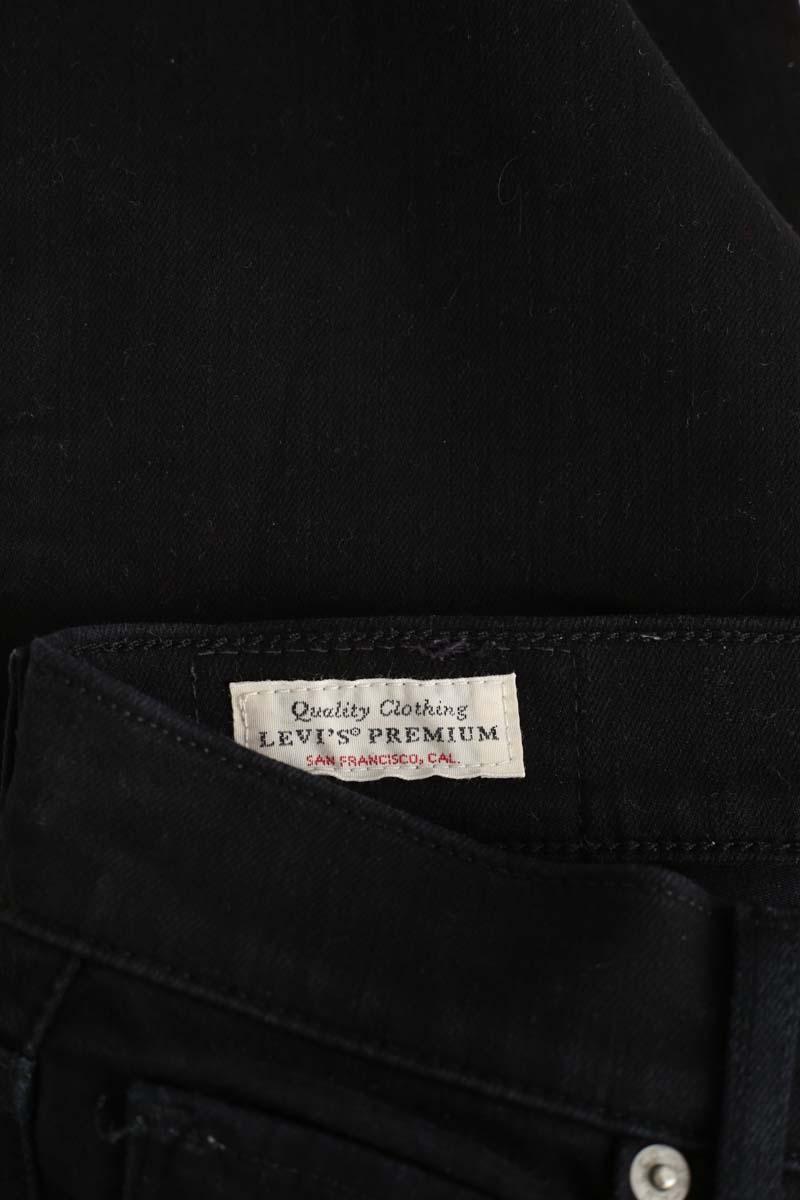 Quality Clothing
LEVI'S® PREMIUM
SAN FRANCISCO, CAL.